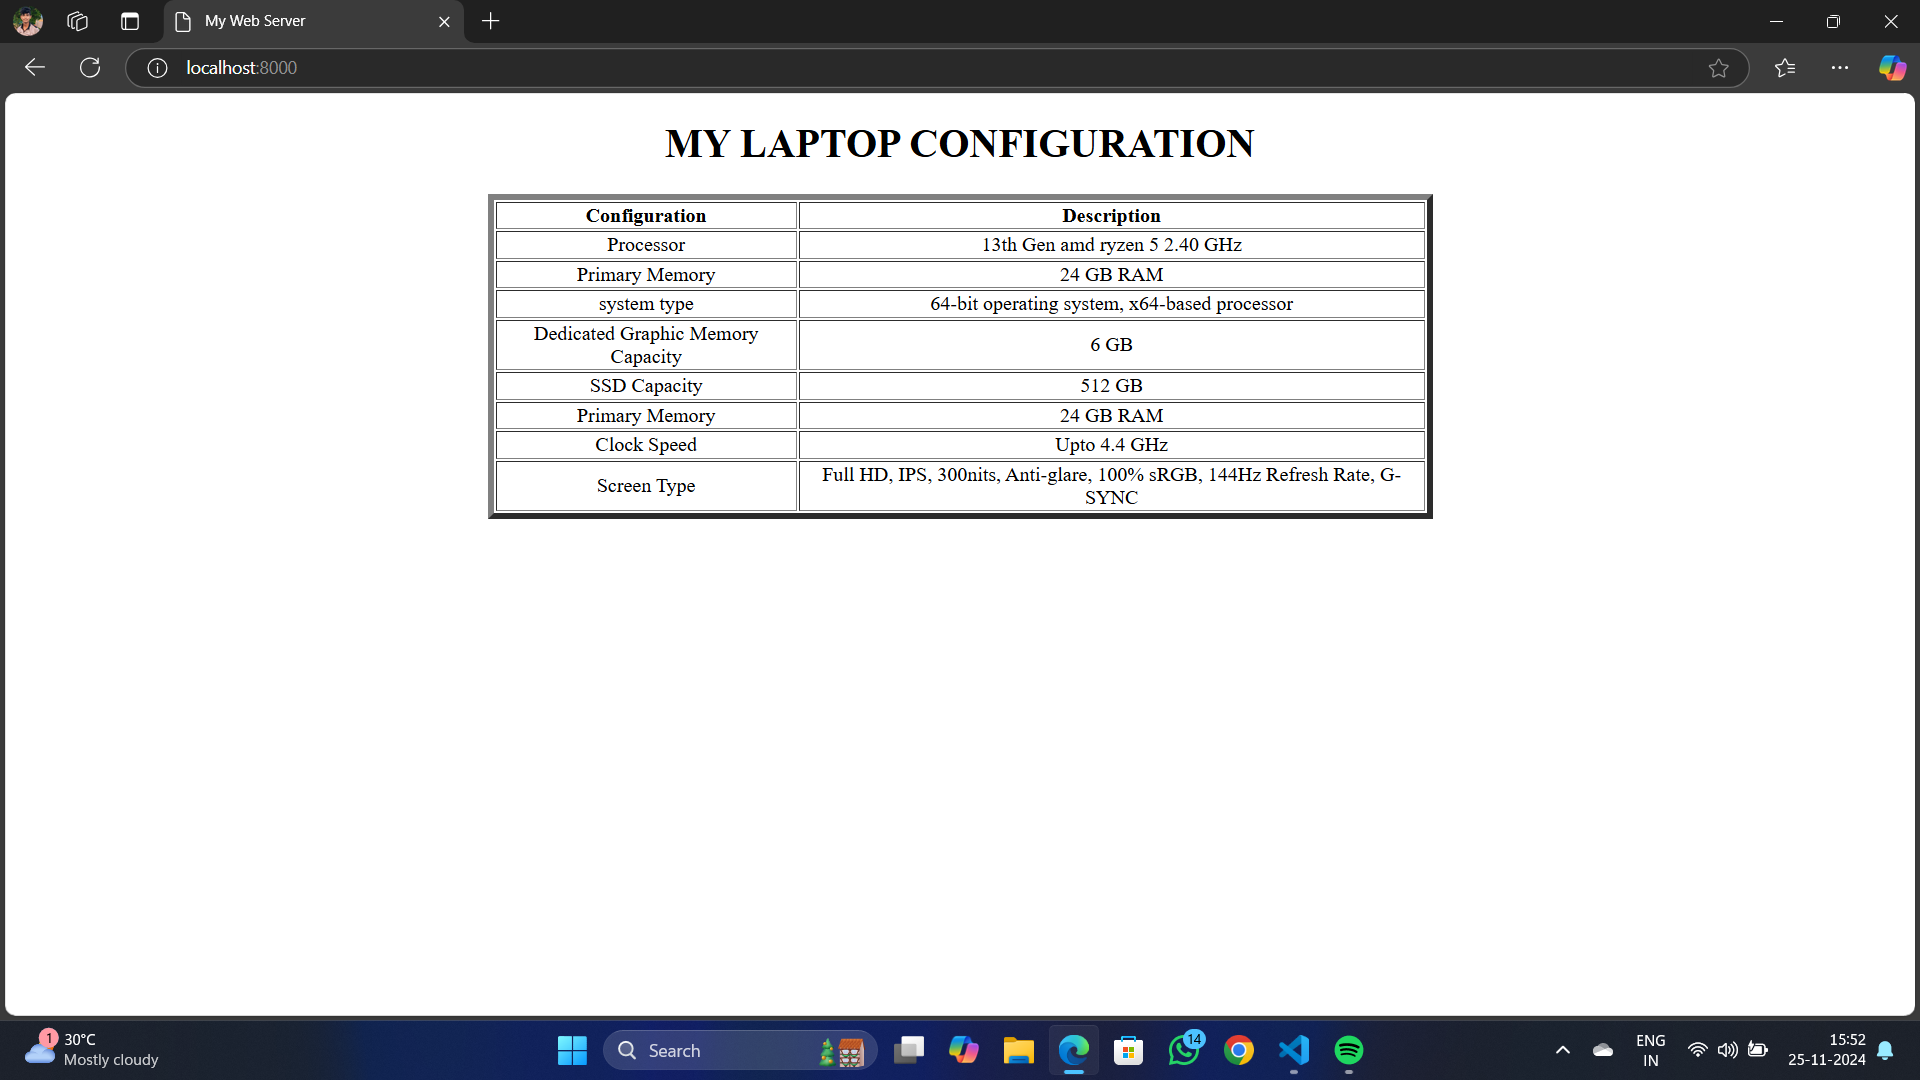 My Web Server
localhost:8000
MY LAPTOP CONFIGURATION
Configuration Description
Processor 13th Gen amd ryzen 5 2.40 GHz
Primary Memory 24 GB RAM
system type 64-bit operating system, x64-based processor
Dedicated Graphic Memory
Capacity 6 GB
SSD Capacity 512 GB
Primary Memory 24 GB RAM
Clock Speed Upto 4.4 GHz
Screen Type Full HD, IPS, 300nits, Anti-glare, 100% sRGB, 144Hz Refresh Rate, G-
SYNC
1
30°C
Mostly cloudy
Search
14
ENG
IN
15:52
25-11-2024